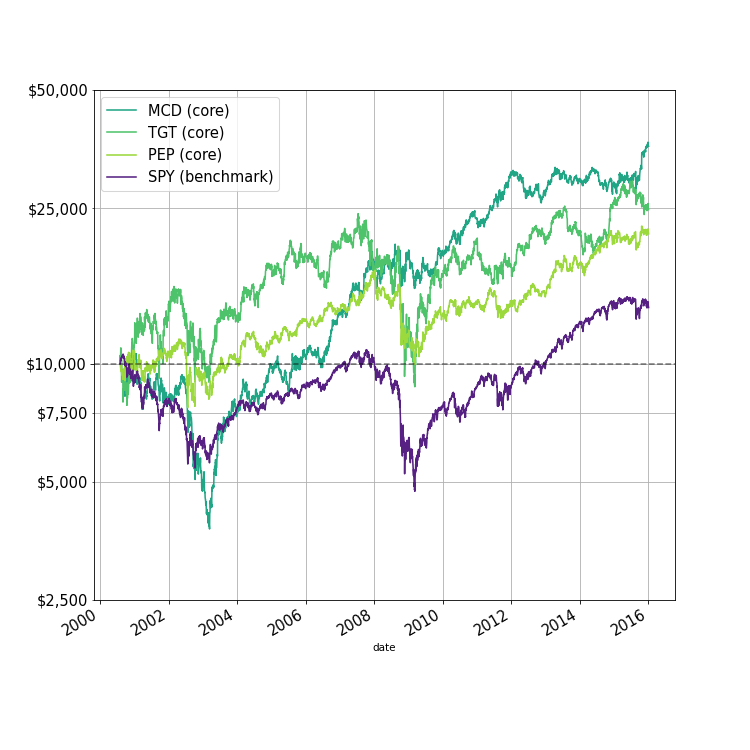 $50,000
MCD (core)
TGT (core)
PEP (core)
SPY (benchmark)
$25,000
$10,000
$7,500
$5,000
$2,500
2000 2002 2004 2006 2008 2010 2012 2014 2016
date